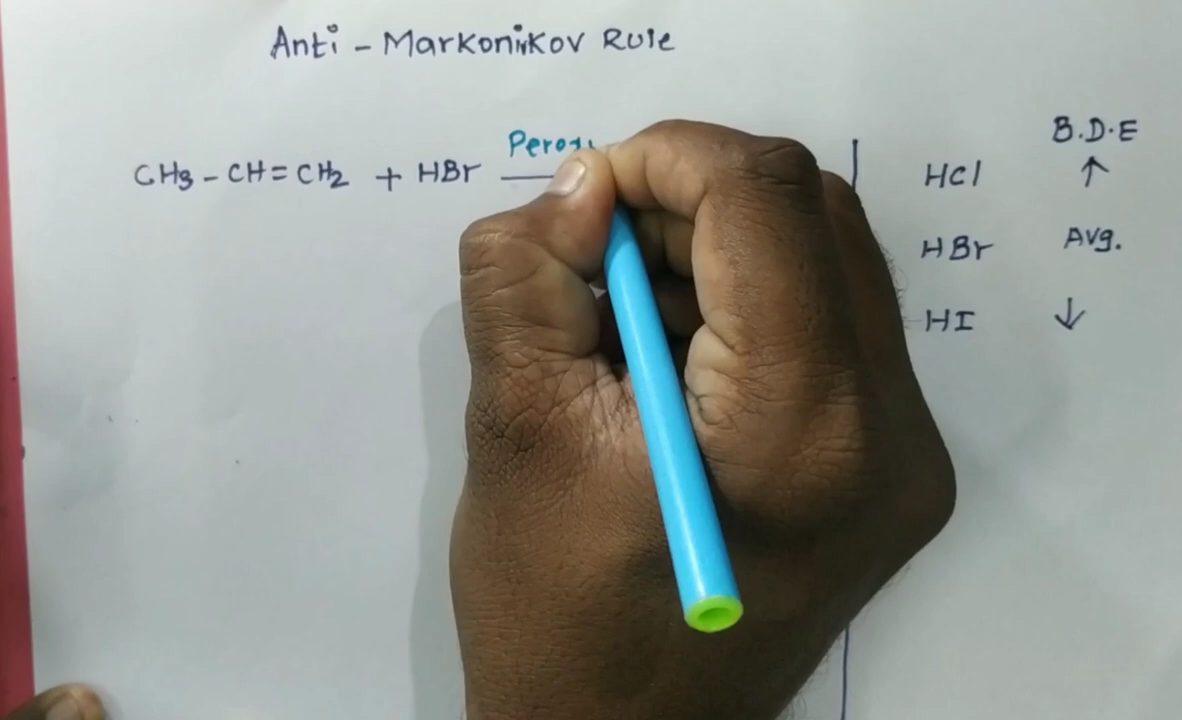 Anti - Markonikov Rule
CH3 - CH = CH2 + HBr
B.D.E
HCl ↑
HBr Avg.
HI ↓